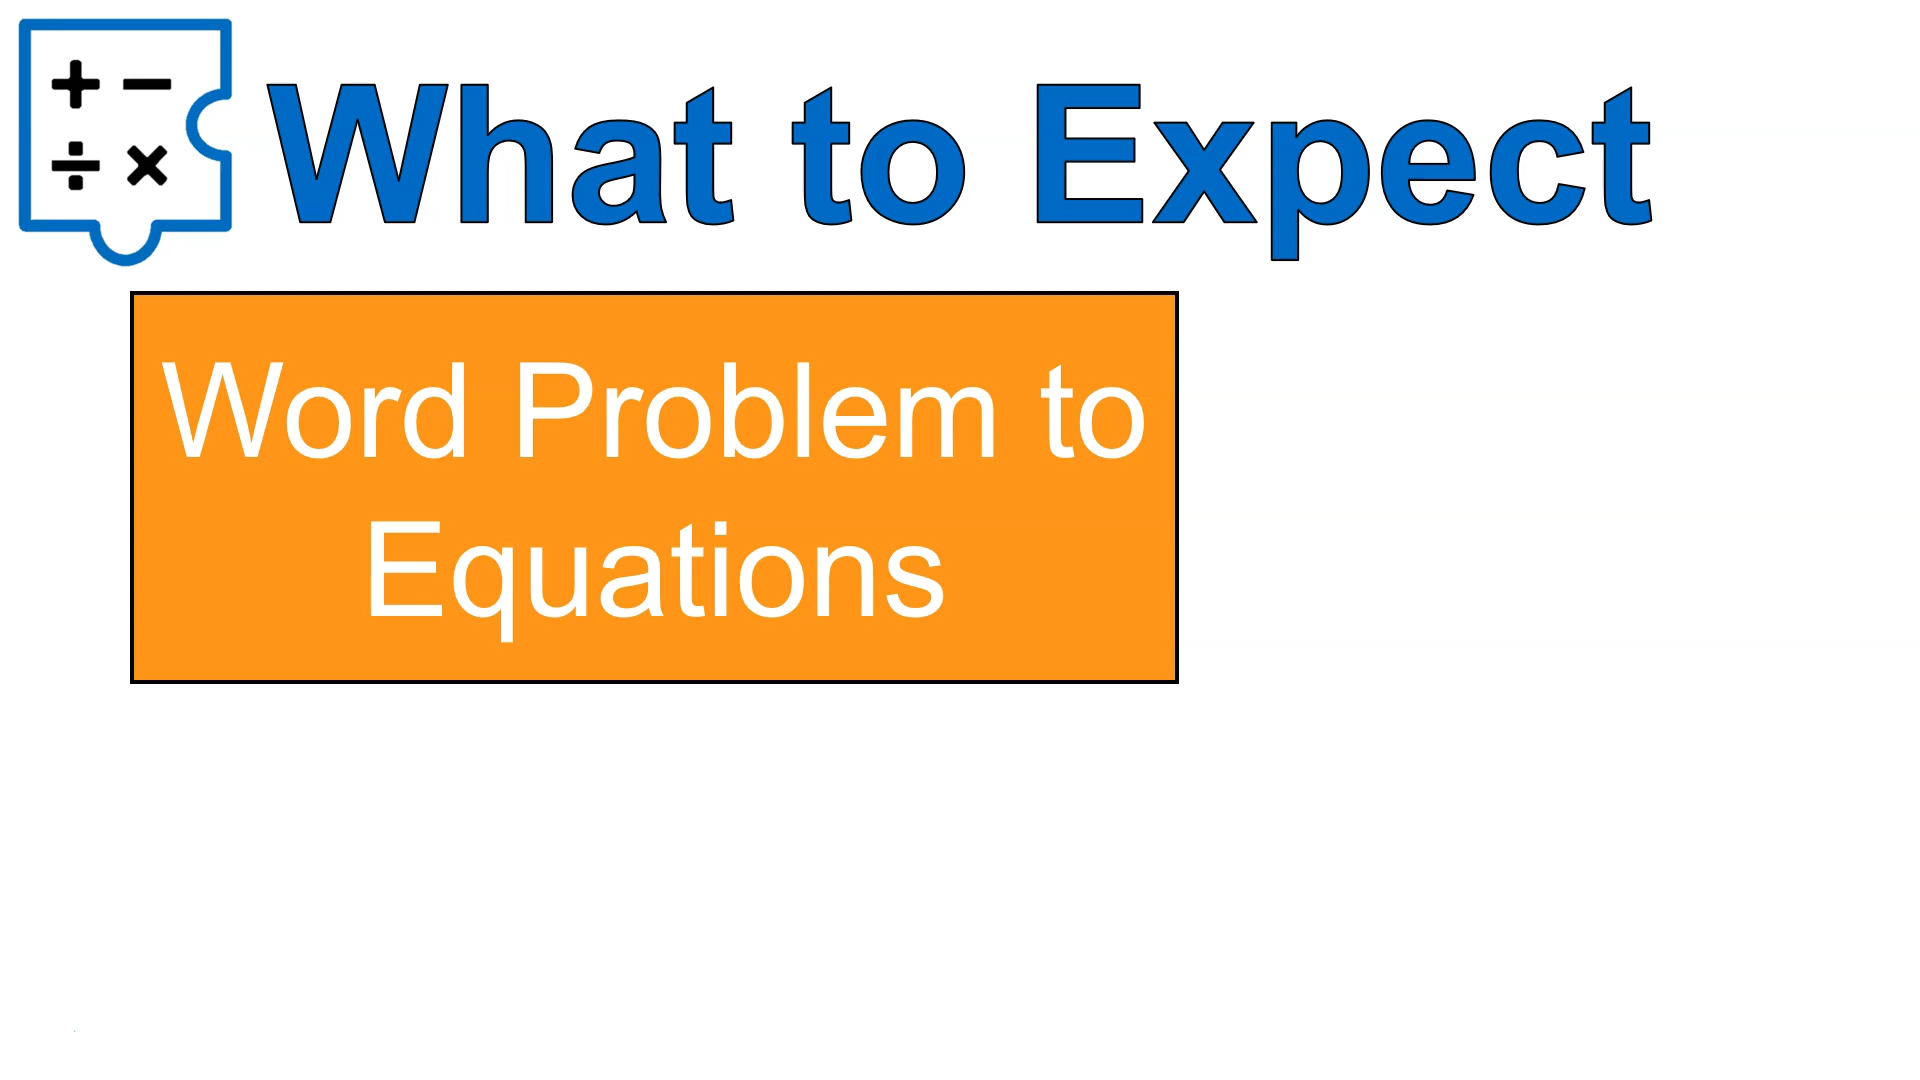 + −
÷ ×
What to Expect
Word Problem to
Equations